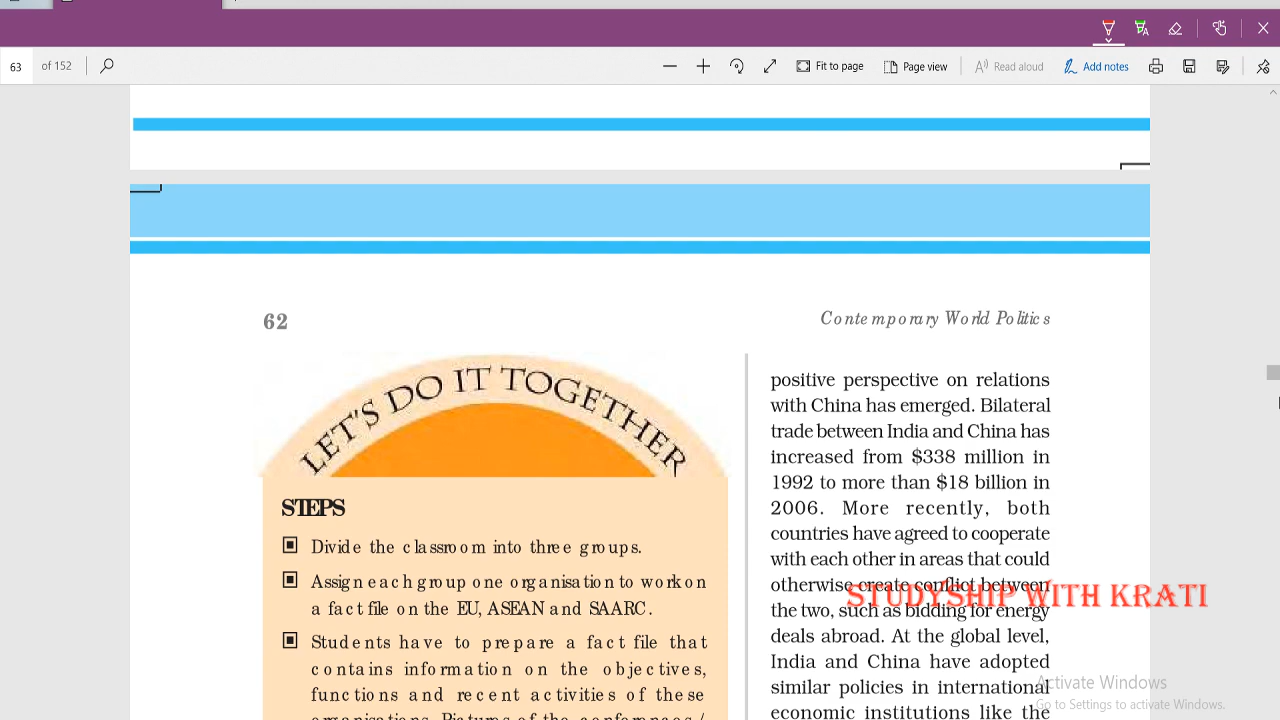 63 of 152
Fit to page
Page view
Read aloud
Add notes
62
Contemporary World Politics
LET'S DO IT TOGETHER
STEPS
Divide the classroom into three groups.
Assign each group one organisation to work on
a fact file on the EU, ASEAN and SAARC.
Students have to prepare a fact file that
contains information on the objectives,
functions and recent activities of these
organisations. Pictures of the conferences /
positive perspective on relations
with China has emerged. Bilateral
trade between India and China has
increased from $338 million in
1992 to more than $18 billion in
2006. More recently, both
countries have agreed to cooperate
with each other in areas that could
otherwise create conflict between
the two, such as bidding for energy
deals abroad. At the global level,
India and China have adopted
similar policies in international
economic institutions like the
STUDYSHIP WITH KRATI
Activate Windows
Go to Settings to activate Windows.